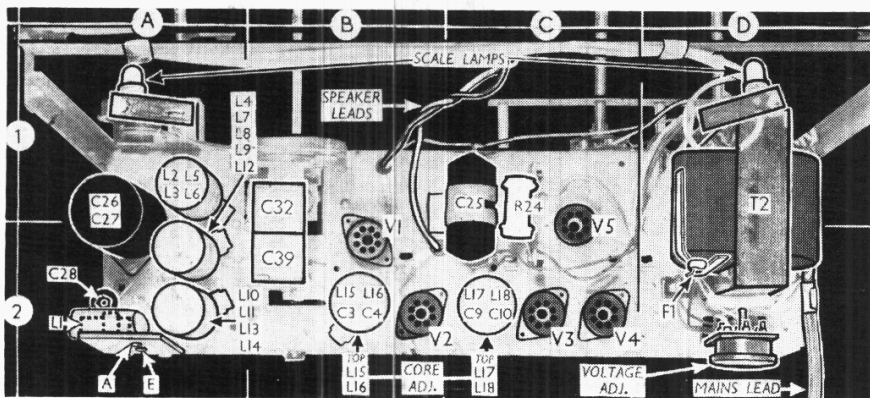 A B C D
SCALE LAMPS
1
2
SPEAKER
LEADS
L4
L7
L8
L9
L12
L2 L5
L3 L6
C26
C27
C32
C39
V1
C25
R24
V5
T2
C28
L1
L10
L11
L13
L14
L15 L16
C3 C4
V2
L17 L18
C9 C10
V3
V4
F1
A
E
TOP
L15
L16
CORE
ADJ.
TOP
L17
L18
VOLTAGE
ADJ.
MAINS LEAD